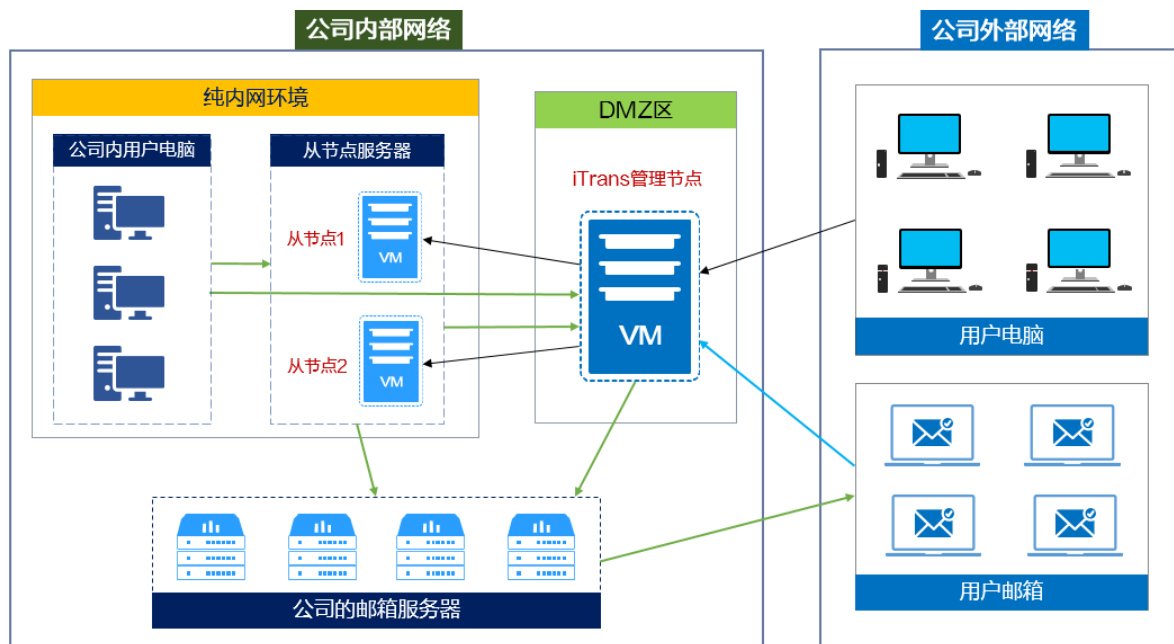 公司内部网络
公司外部网络
纯内网环境
DMZ区
公司内用户电脑
从节点服务器
iTrans管理节点
从节点1
VM
VM
从节点2
VM
用户电脑
公司的邮箱服务器
用户邮箱